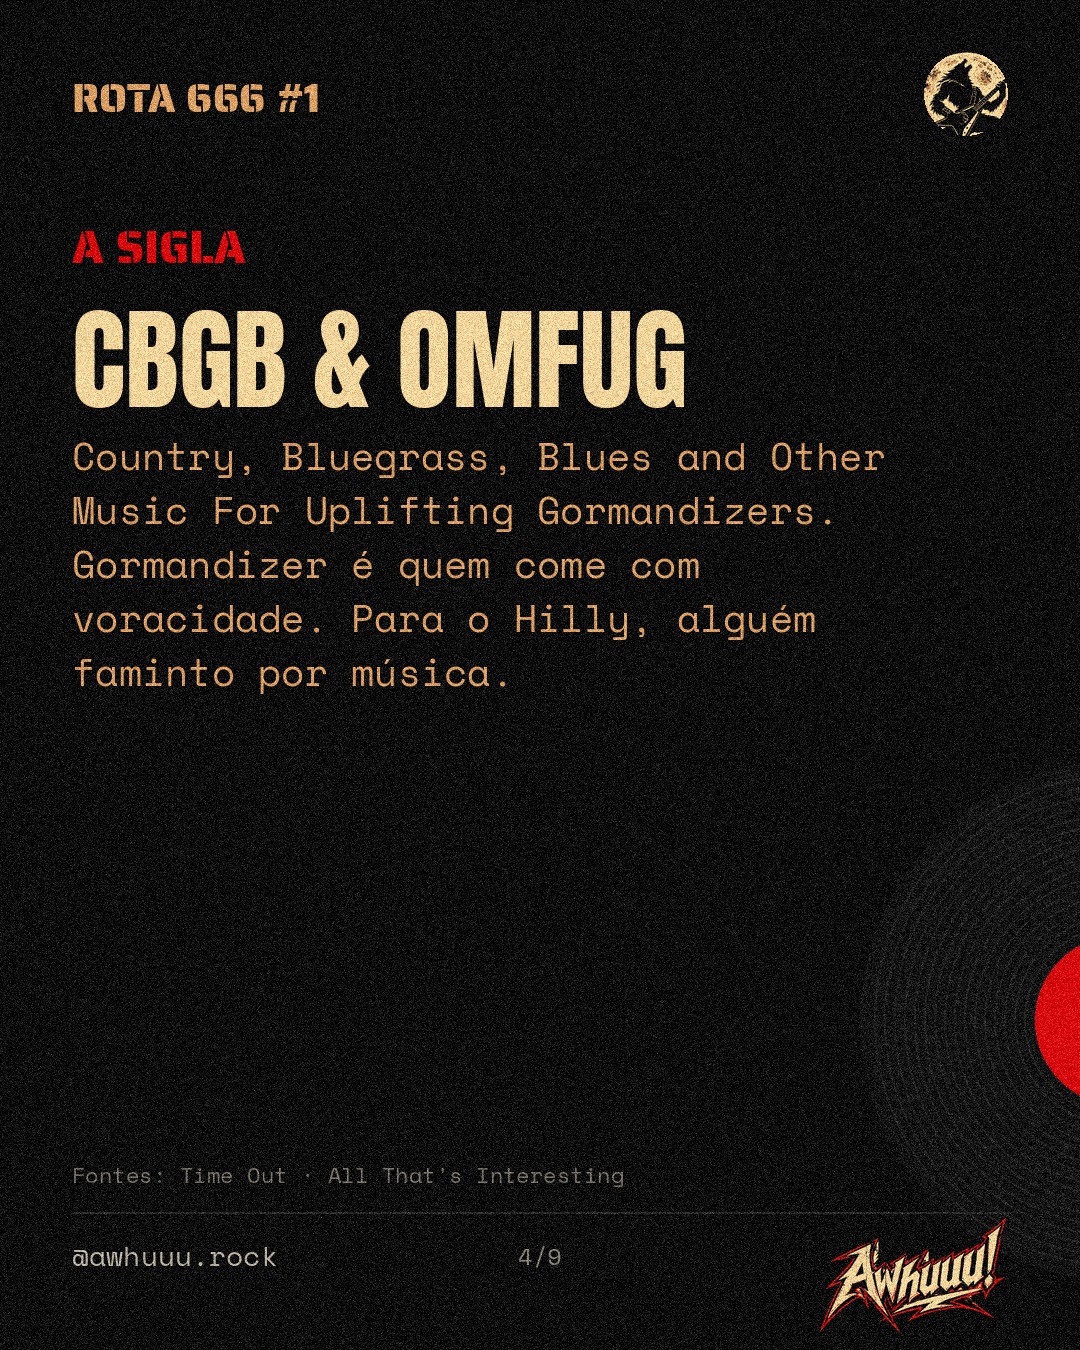 ROTA 666 #1
A SIGLA
CBGB & OMFUG
Country, Bluegrass, Blues and Other
Music For Uplifting Gormandizers.
Gormandizer é quem come com
voracidade. Para o Hilly, alguém
faminto por música.
Fontes: Time Out · All That's Interesting
@awhuuu.rock
4/9
Awhuuu!